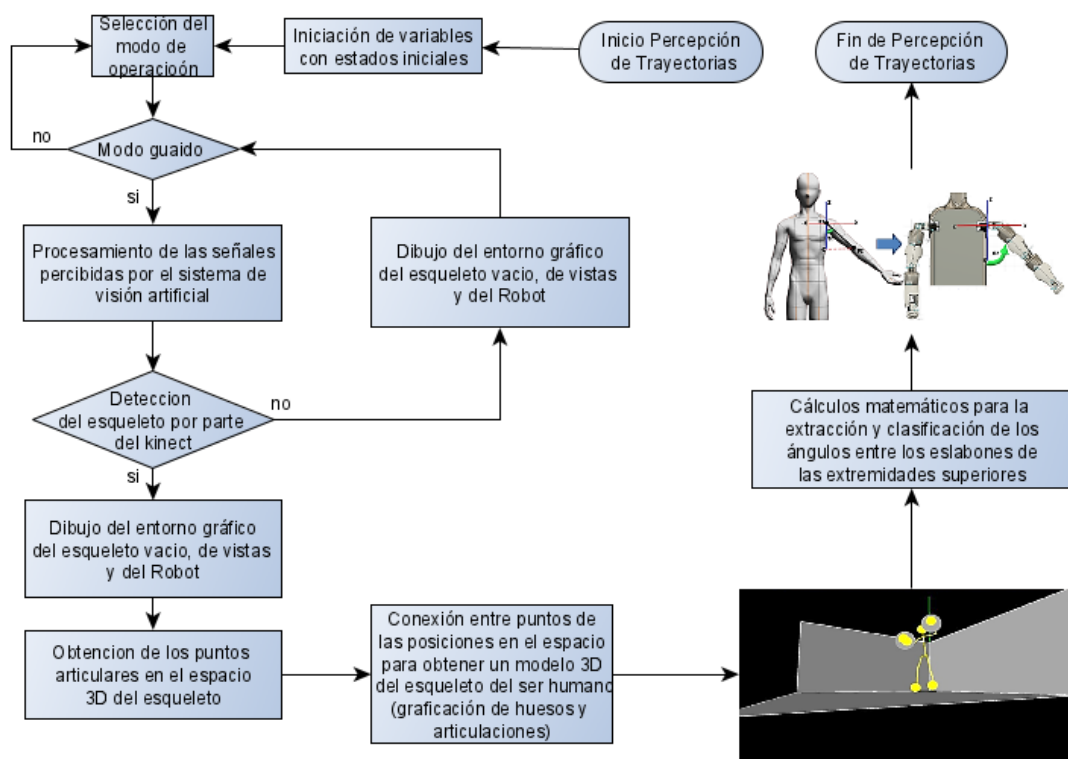 Selección del
modo de
operacioón
Iniciación de variables
con estados iniciales
Inicio Percepción
de Trayectorias
Fin de Percepción
de Trayectorias
no
Modo guaido
si
Procesamiento de las señales
percibidas por el sistema de
visión artificial
Dibujo del entorno gráfico
del esqueleto vacio, de vistas
y del Robot
Deteccion
del esqueleto por parte
del kinect
no
si
Cálculos matemáticos para la
extracción y clasificación de los
ángulos entre los eslabones de
las extremidades superiores
Dibujo del entorno gráfico
del esqueleto vacio, de vistas
y del Robot
Obtencion de los puntos
articulares en el espacio
3D del esqueleto
Conexión entre puntos de
las posiciones en el espacio
para obtener un modelo 3D
del esqueleto del ser humano
(graficación de huesos y
articulaciones)